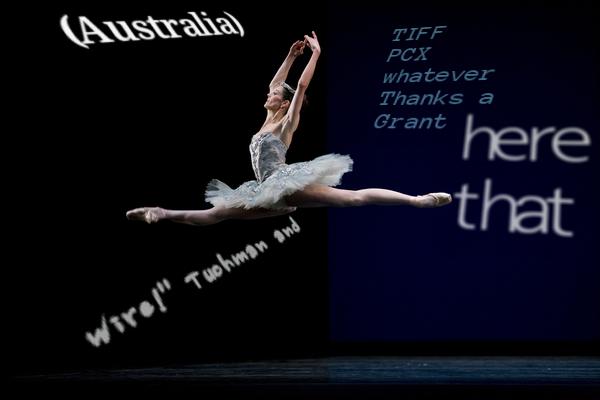 (Australia)
TIFF
PCX
whatever
Thanks a
Grant
here
that
Wire!" Tuohman and